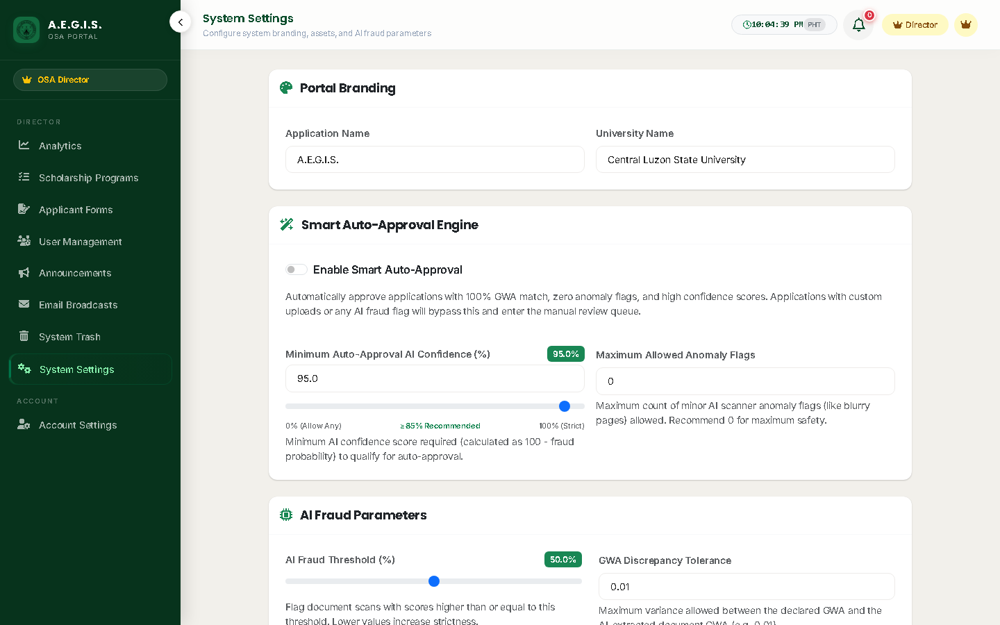 A.E.G.I.S.
OSA PORTAL
OSA Director
DIRECTOR
Analytics
Scholarship Programs
Applicant Forms
User Management
Announcements
Email Broadcasts
System Trash
System Settings
ACCOUNT
Account Settings
System Settings
Configure system branding, assets, and AI fraud parameters
10:04:39 PM PHT
0
Director
Portal Branding
Application Name
A.E.G.I.S.
University Name
Central Luzon State University
Smart Auto-Approval Engine
Enable Smart Auto-Approval
Automatically approve applications with 100% GWA match, zero anomaly flags, and high confidence scores. Applications with custom
uploads or any AI fraud flag will bypass this and enter the manual review queue.
Minimum Auto-Approval AI Confidence (%)
95.0%
95.0
0% (Allow Any)
≥ 85% Recommended
100% (Strict)
Minimum AI confidence score required (calculated as 100 - fraud
probability) to qualify for auto-approval.
Maximum Allowed Anomaly Flags
0
Maximum count of minor AI scanner anomaly flags (like blurry
pages) allowed. Recommend 0 for maximum safety.
AI Fraud Parameters
AI Fraud Threshold (%)
50.0%
Flag document scans with scores higher than or equal to this
threshold. Lower values increase strictness.
GWA Discrepancy Tolerance
0.01
Maximum variance allowed between the declared GWA and the
AI-extracted document GWA (e.g. 0.01).